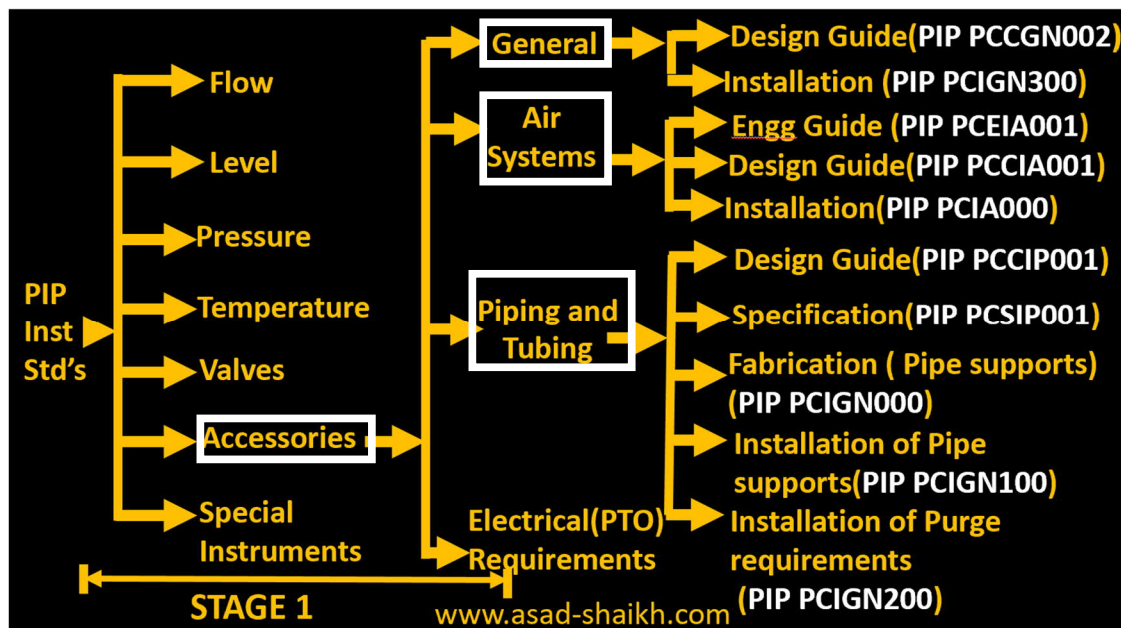 PIP
Inst
Std's
Flow
Level
Pressure
Temperature
Valves
Accessories
Special
Instruments
STAGE 1
General
Air
Systems
Piping and
Tubing
Electrical(PTO)
Requirements
Design Guide(PIP PCCGN002)
Installation (PIP PCIGN300)
Engg Guide (PIP PCEIA001)
Design Guide(PIP PCCIA001)
Installation(PIP PCIA000)
Design Guide(PIP PCCIP001)
Specification(PIP PCSIP001)
Fabrication ( Pipe supports)
(PIP PCIGN000)
Installation of Pipe
supports(PIP PCIGN100)
Installation of Purge
requirements
(PIP PCIGN200)
www.asad-shaikh.com